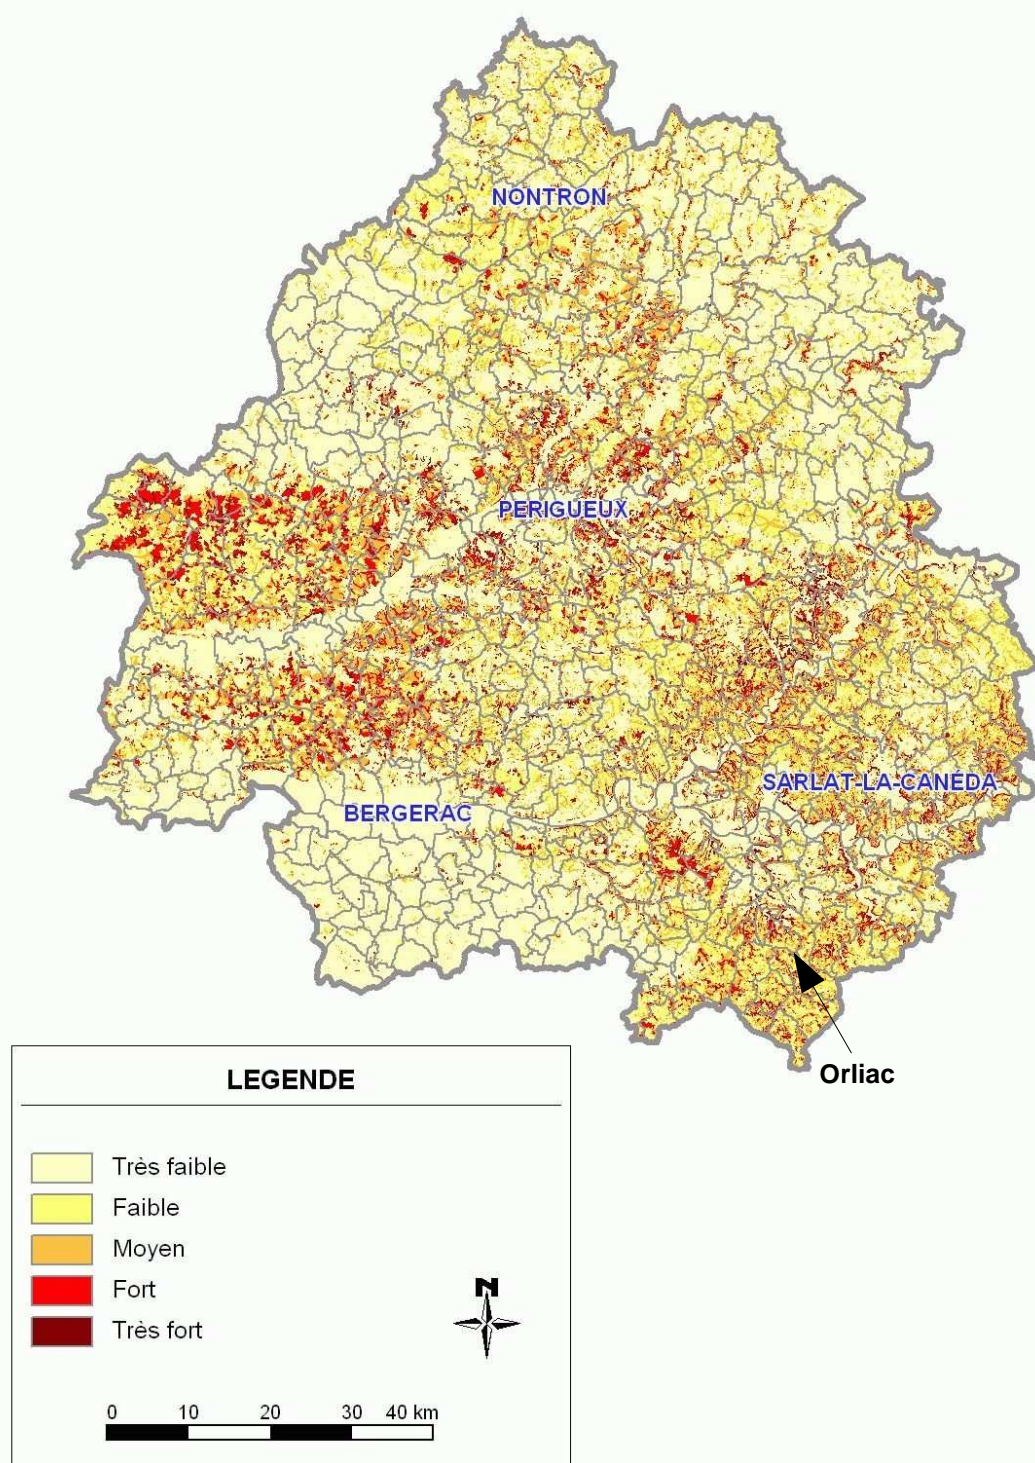 NONTRON
PERIGUEUX
SARLAT-LA-CANÉDA
BERGERAC
Orliac
LEGENDE
Très faible
Faible
Moyen
Fort
Très fort
N
0 10 20 30 40 km